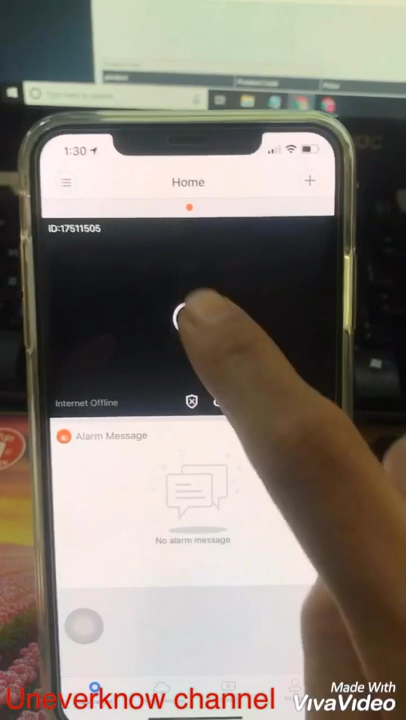 1:30
Home
+
ID:17511505
Internet Offline
Alarm Message
No alarm message
Uneverknow channel
Made With
VivaVideo